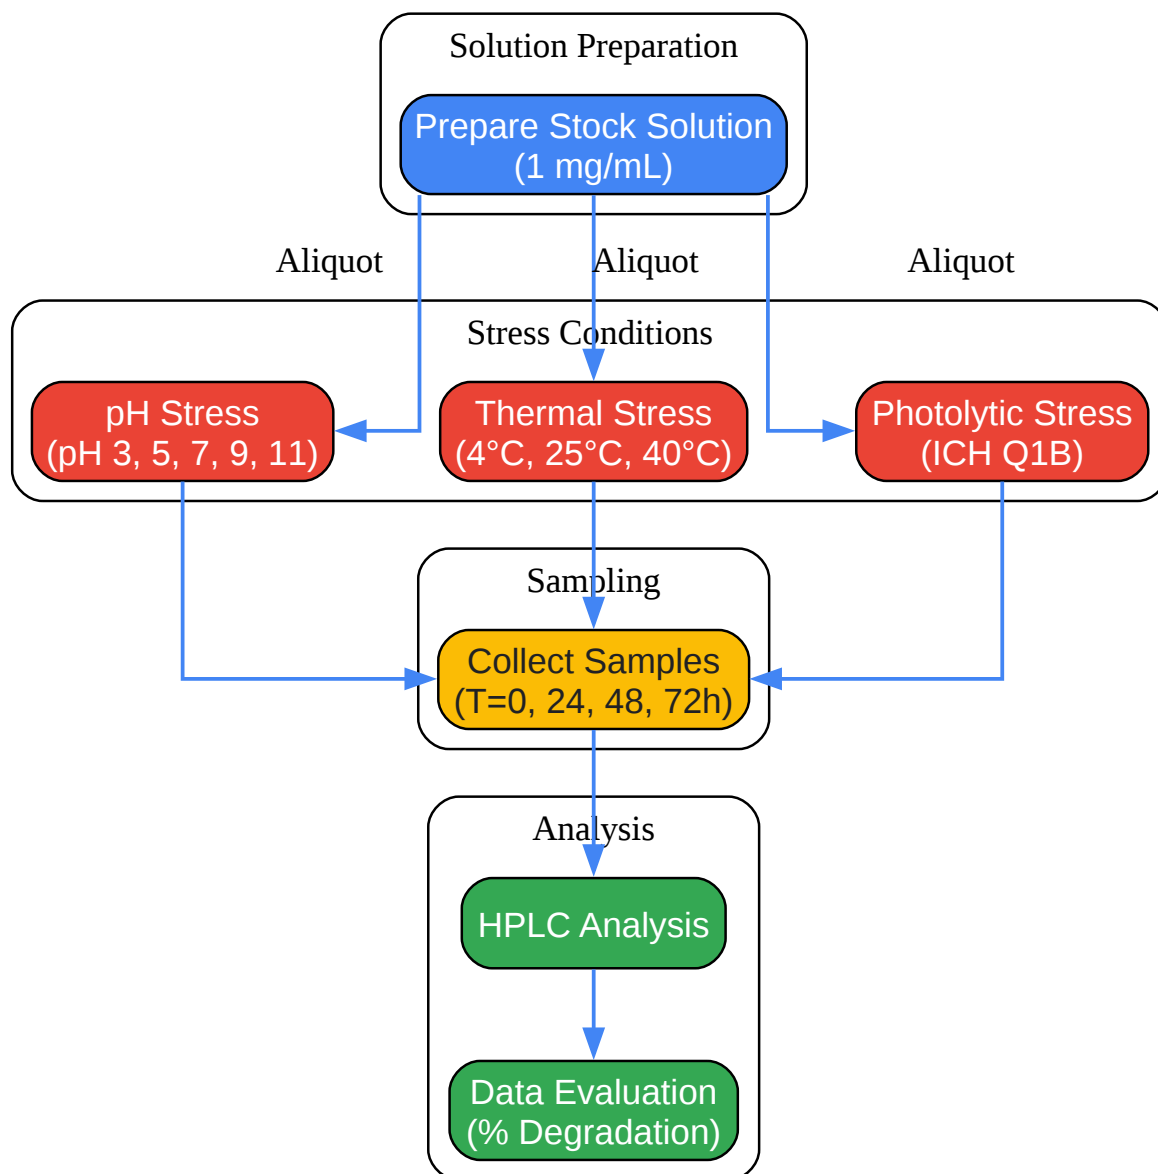 Solution Preparation
Prepare Stock Solution
(1 mg/mL)
Aliquot
Aliquot
Aliquot
Stress Conditions
pH Stress
(pH 3, 5, 7, 9, 11)
Thermal Stress
(4°C, 25°C, 40°C)
Photolytic Stress
(ICH Q1B)
Sampling
Collect Samples
(T=0, 24, 48, 72h)
Analysis
HPLC Analysis
Data Evaluation
(% Degradation)